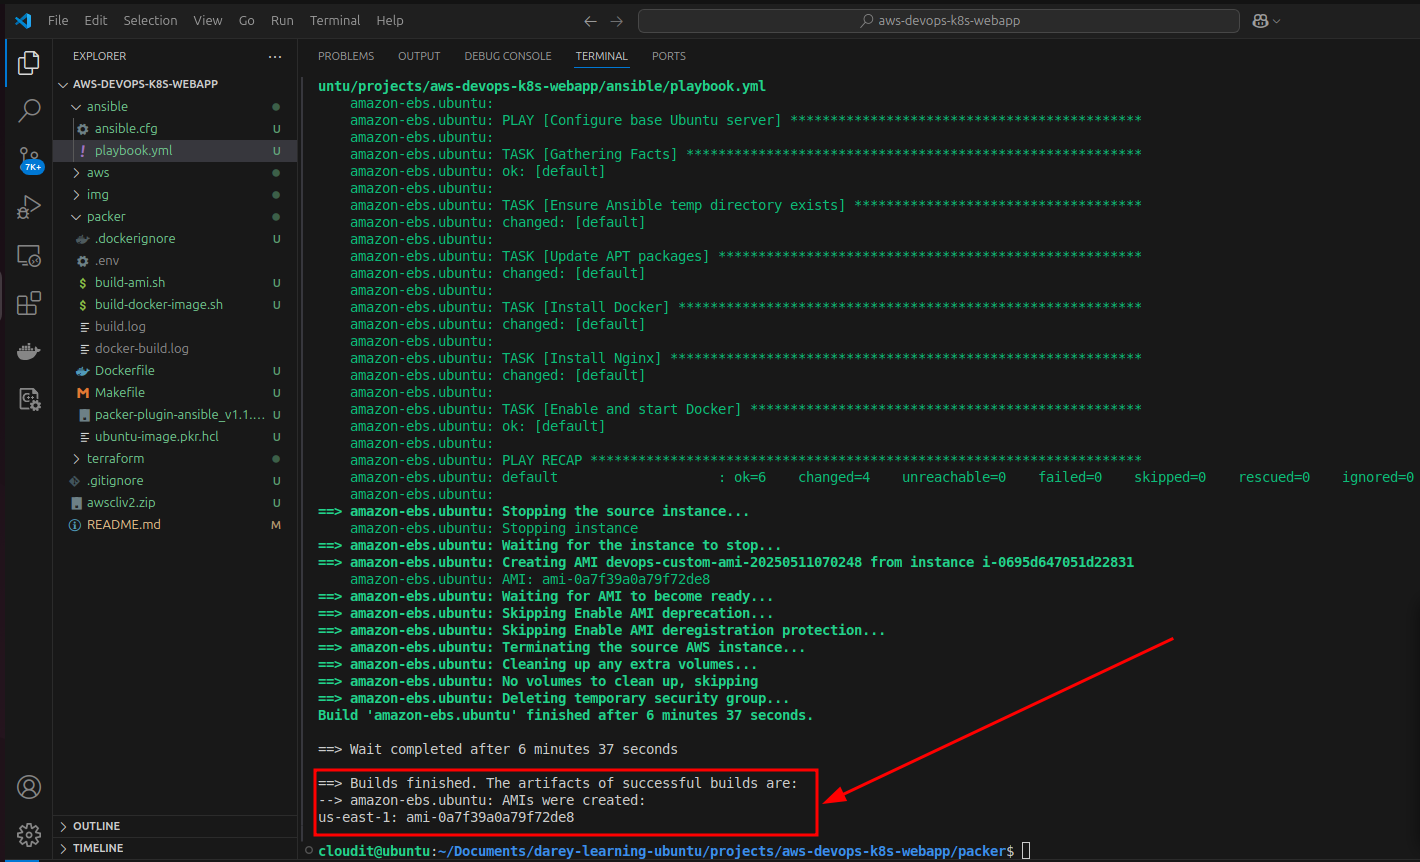 File Edit Selection View Go Run Terminal Help
aws-devops-k8s-webapp
EXPLORER
AWS-DEVOPS-K8S-WEBAPP
ansible
ansible.cfg U
playbook.yml U
7K+
aws
img
packer
.dockerignore U
.env
build-ami.sh U
build-docker-image.sh U
build.log
docker-build.log
Dockerfile U
Makefile U
packer-plugin-ansible_v1.1.... U
ubuntu-image.pkr.hcl U
terraform
.gitignore U
awscliv2.zip U
README.md M
OUTLINE
TIMELINE
PROBLEMS OUTPUT DEBUG CONSOLE TERMINAL PORTS
untu/projects/aws-devops-k8s-webapp/ansible/playbook.yml
amazon-ebs.ubuntu:
amazon-ebs.ubuntu: PLAY [Configure base Ubuntu server] ********************************************
amazon-ebs.ubuntu:
amazon-ebs.ubuntu: TASK [Gathering Facts] *********************************************************
amazon-ebs.ubuntu: ok: [default]
amazon-ebs.ubuntu:
amazon-ebs.ubuntu: TASK [Ensure Ansible temp directory exists] ************************************
amazon-ebs.ubuntu: changed: [default]
amazon-ebs.ubuntu:
amazon-ebs.ubuntu: TASK [Update APT packages] *****************************************************
amazon-ebs.ubuntu: changed: [default]
amazon-ebs.ubuntu:
amazon-ebs.ubuntu: TASK [Install Docker] **********************************************************
amazon-ebs.ubuntu: changed: [default]
amazon-ebs.ubuntu:
amazon-ebs.ubuntu: TASK [Install Nginx] ***********************************************************
amazon-ebs.ubuntu: changed: [default]
amazon-ebs.ubuntu:
amazon-ebs.ubuntu: TASK [Enable and start Docker] *************************************************
amazon-ebs.ubuntu: ok: [default]
amazon-ebs.ubuntu:
amazon-ebs.ubuntu: PLAY RECAP *********************************************************************
amazon-ebs.ubuntu: default : ok=6 changed=4 unreachable=0 failed=0 skipped=0 rescued=0 ignored=0
amazon-ebs.ubuntu:
==> amazon-ebs.ubuntu: Stopping the source instance...
amazon-ebs.ubuntu: Stopping instance
==> amazon-ebs.ubuntu: Waiting for the instance to stop...
==> amazon-ebs.ubuntu: Creating AMI devops-custom-ami-20250511070248 from instance i-0695d647051d22831
amazon-ebs.ubuntu: AMI: ami-0a7f39a0a79f72de8
==> amazon-ebs.ubuntu: Waiting for AMI to become ready...
==> amazon-ebs.ubuntu: Skipping Enable AMI deprecation...
==> amazon-ebs.ubuntu: Skipping Enable AMI deregistration protection...
==> amazon-ebs.ubuntu: Terminating the source AWS instance...
==> amazon-ebs.ubuntu: Cleaning up any extra volumes...
==> amazon-ebs.ubuntu: No volumes to clean up, skipping
==> amazon-ebs.ubuntu: Deleting temporary security group...
Build 'amazon-ebs.ubuntu' finished after 6 minutes 37 seconds.
==> Wait completed after 6 minutes 37 seconds
==> Builds finished. The artifacts of successful builds are:
--> amazon-ebs.ubuntu: AMIs were created:
us-east-1: ami-0a7f39a0a79f72de8
cloudit@ubuntu:~/Documents/darey-learning-ubuntu/projects/aws-devops-k8s-webapp/packer$